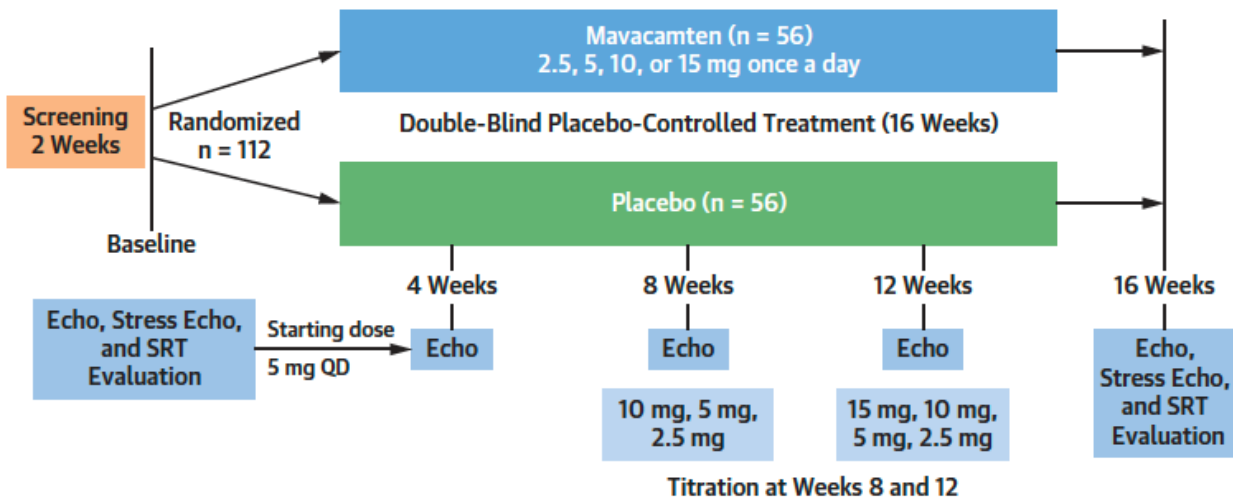 Mavacamten (n = 56)
2.5, 5, 10, or 15 mg once a day
Screening
2 Weeks
Randomized
n = 112
Double-Blind Placebo-Controlled Treatment (16 Weeks)
Placebo (n = 56)
Baseline
4 Weeks
8 Weeks
12 Weeks
16 Weeks
Echo, Stress Echo,
and SRT
Evaluation
Starting dose
5 mg QD
Echo
Echo
Echo
Echo,
Stress Echo,
and SRT
Evaluation
10 mg, 5 mg,
2.5 mg
15 mg, 10 mg,
5 mg, 2.5 mg
Titration at Weeks 8 and 12